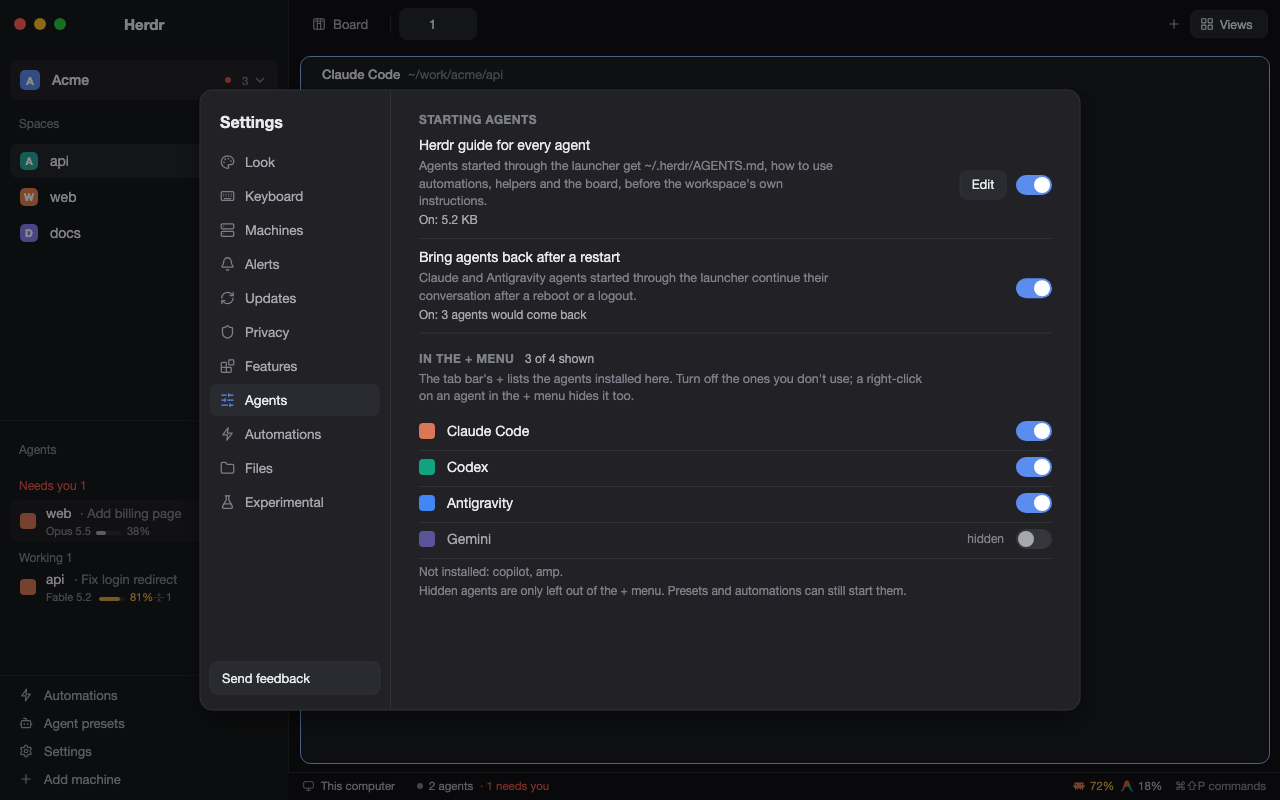 Herdr
Board
1
+
Views
A Acme 3
Claude Code ~/work/acme/api
Spaces
A api
W web
D docs
Agents
Needs you 1
web · Add billing page
Opus 5.5 38%
Working 1
api · Fix login redirect
Fable 5.2 81% 1
Automations
Agent presets
Settings
+ Add machine
Settings
Look
Keyboard
Machines
Alerts
Updates
Privacy
Features
Agents
Automations
Files
Experimental
Send feedback
STARTING AGENTS
Herdr guide for every agent
Agents started through the launcher get ~/.herdr/AGENTS.md, how to use
automations, helpers and the board, before the workspace's own
instructions.
On: 5.2 KB
Edit
Bring agents back after a restart
Claude and Antigravity agents started through the launcher continue their
conversation after a reboot or a logout.
On: 3 agents would come back
IN THE + MENU 3 of 4 shown
The tab bar's + lists the agents installed here. Turn off the ones you don't use; a right-click
on an agent in the + menu hides it too.
Claude Code
Codex
Antigravity
Gemini hidden
Not installed: copilot, amp.
Hidden agents are only left out of the + menu. Presets and automations can still start them.
This computer
2 agents · 1 needs you
72% 18% ⌘⇧P commands